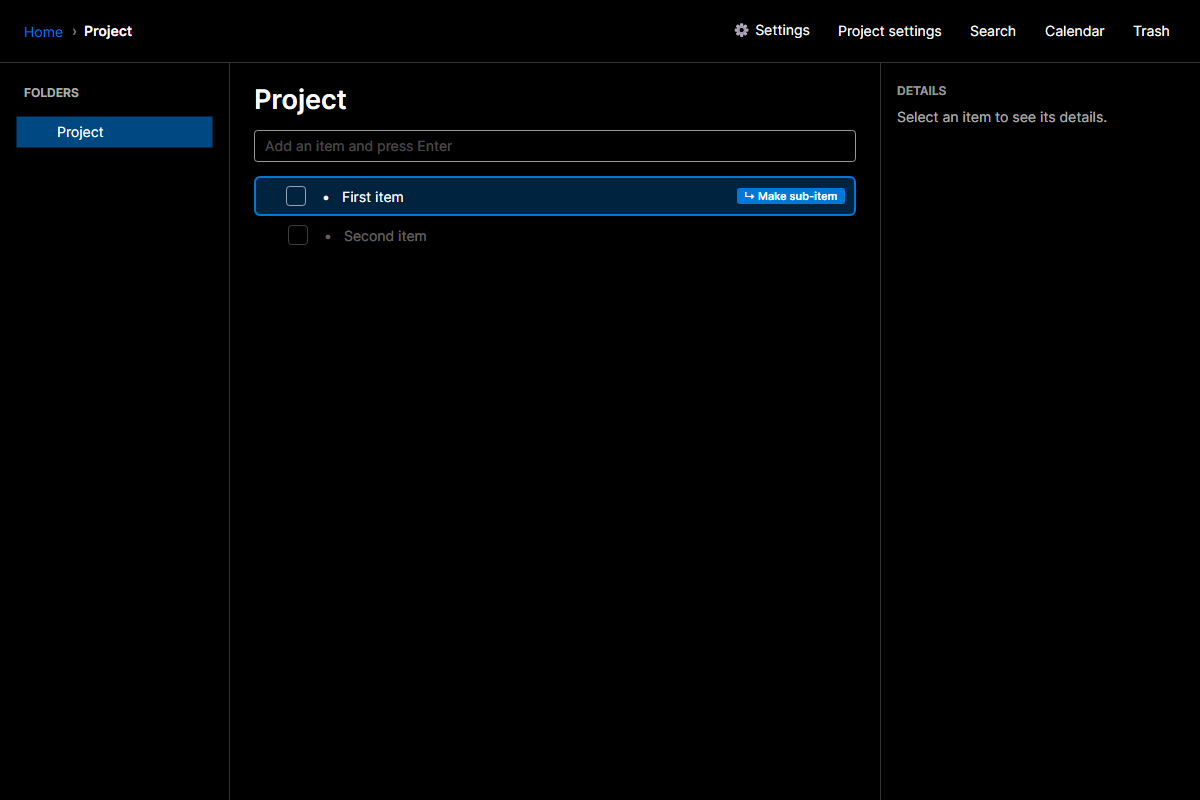 Home › Project
Settings
Project settings
Search
Calendar
Trash
FOLDERS
Project
Project
Add an item and press Enter
• First item
↪ Make sub-item
• Second item
DETAILS
Select an item to see its details.